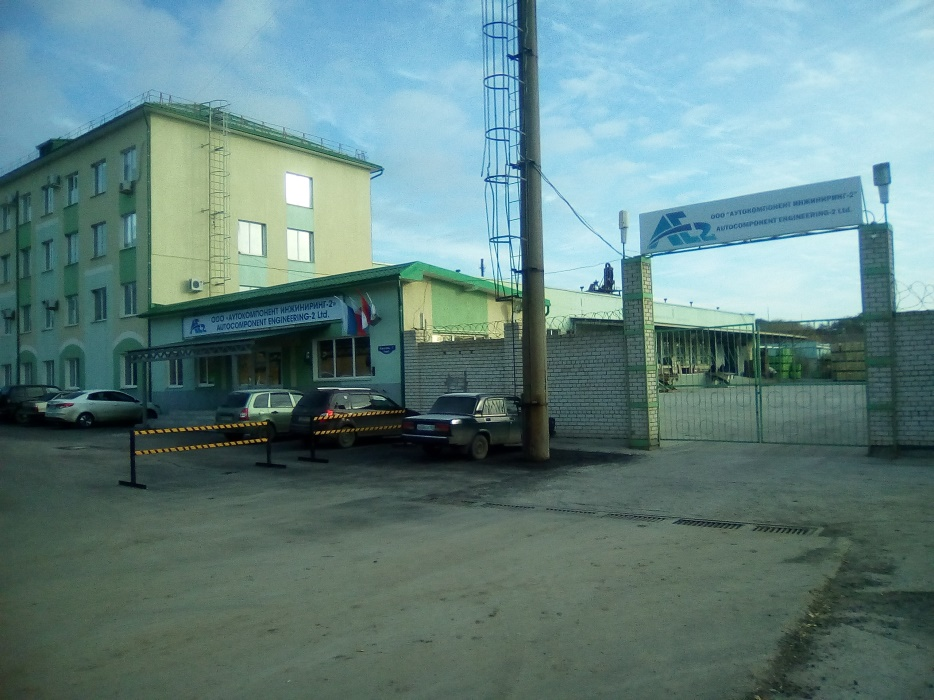 ООО "АУТОКОМПОНЕНТ ИНЖИНИРИНГ-2"
AUTOCOMPONENT ENGINEERING-2 Ltd.
ООО "АУТОКОМПОНЕНТ ИНЖИНИРИНГ-2"
AUTOCOMPONENT ENGINEERING-2 Ltd.